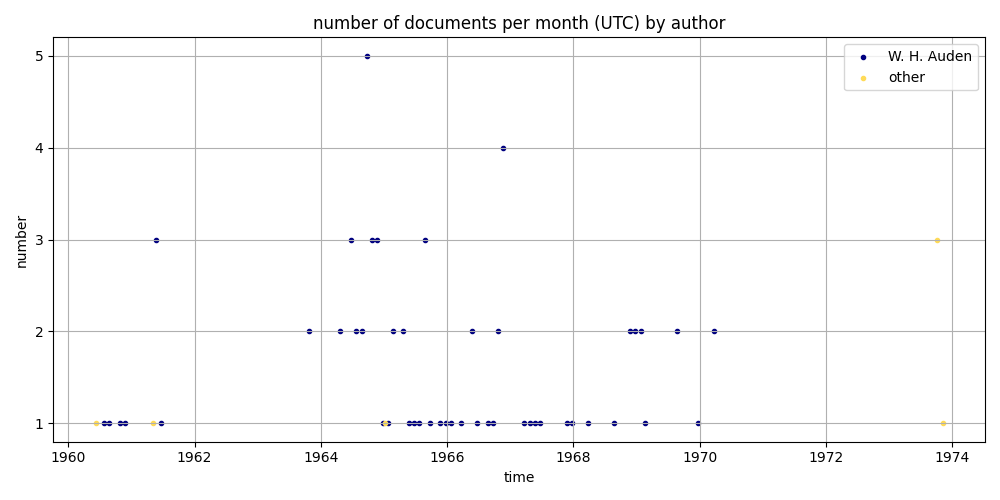 number of documents per month (UTC) by author
W. H. Auden
other
number
5
4
3
2
1
1960 1962 1964 1966 1968 1970 1972 1974
time